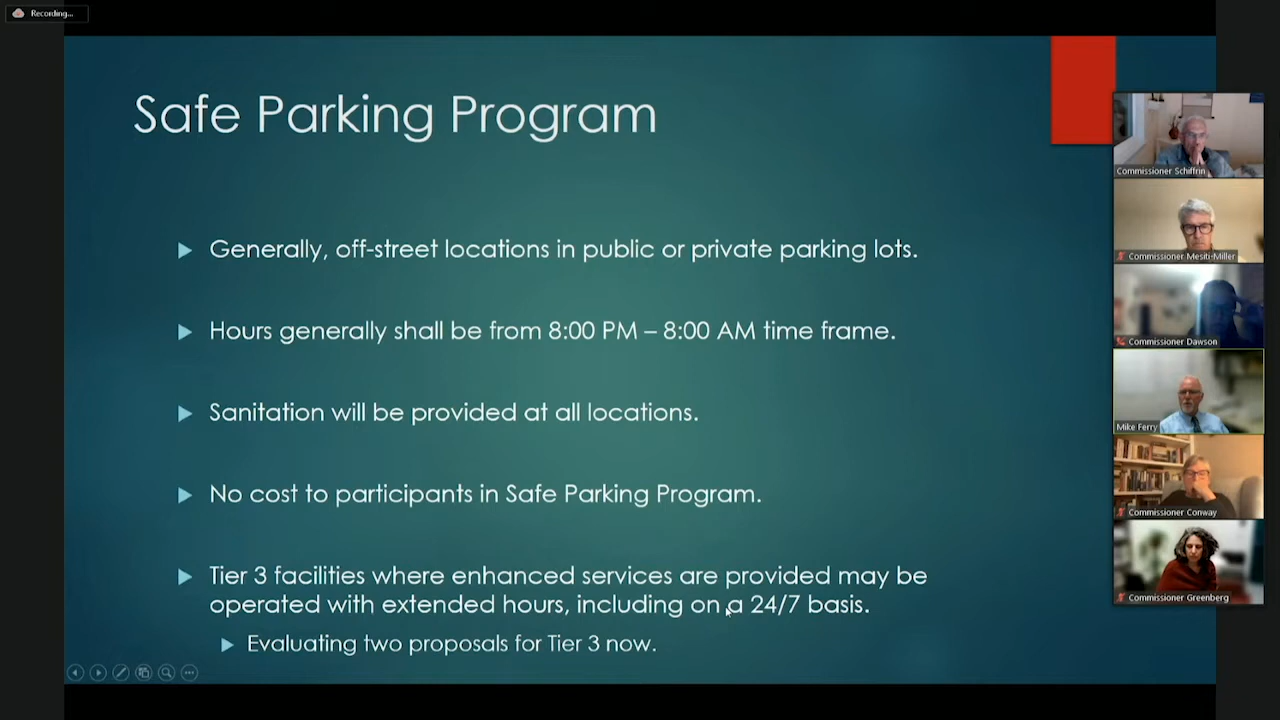 Recording...
Safe Parking Program
Generally, off-street locations in public or private parking lots.
Hours generally shall be from 8:00 PM – 8:00 AM time frame.
Sanitation will be provided at all locations.
No cost to participants in Safe Parking Program.
Tier 3 facilities where enhanced services are provided may be
operated with extended hours, including on a 24/7 basis.
Evaluating two proposals for Tier 3 now.
Commissioner Schiffrin
Commissioner Mesiti-Miller
Commissioner Dawson
Mike Ferry
Commissioner Conway
Commissioner Greenberg